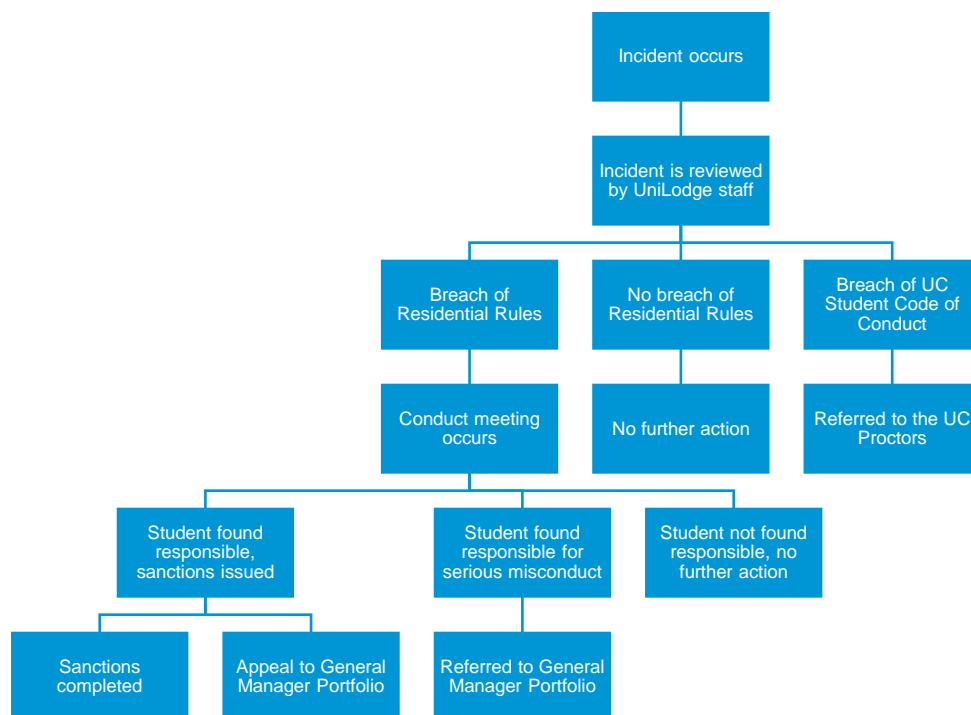 Incident occurs
Incident is reviewed
by UniLodge staff
Breach of
Residential Rules
No breach of
Residential Rules
Breach of UC
Student Code of
Conduct
Conduct meeting
occurs
No further action
Referred to the UC
Proctors
Student found
responsible,
sanctions issued
Student found
responsible for
serious misconduct
Student not found
responsible, no
further action
Sanctions
completed
Appeal to General
Manager Portfolio
Referred to General
Manager Portfolio